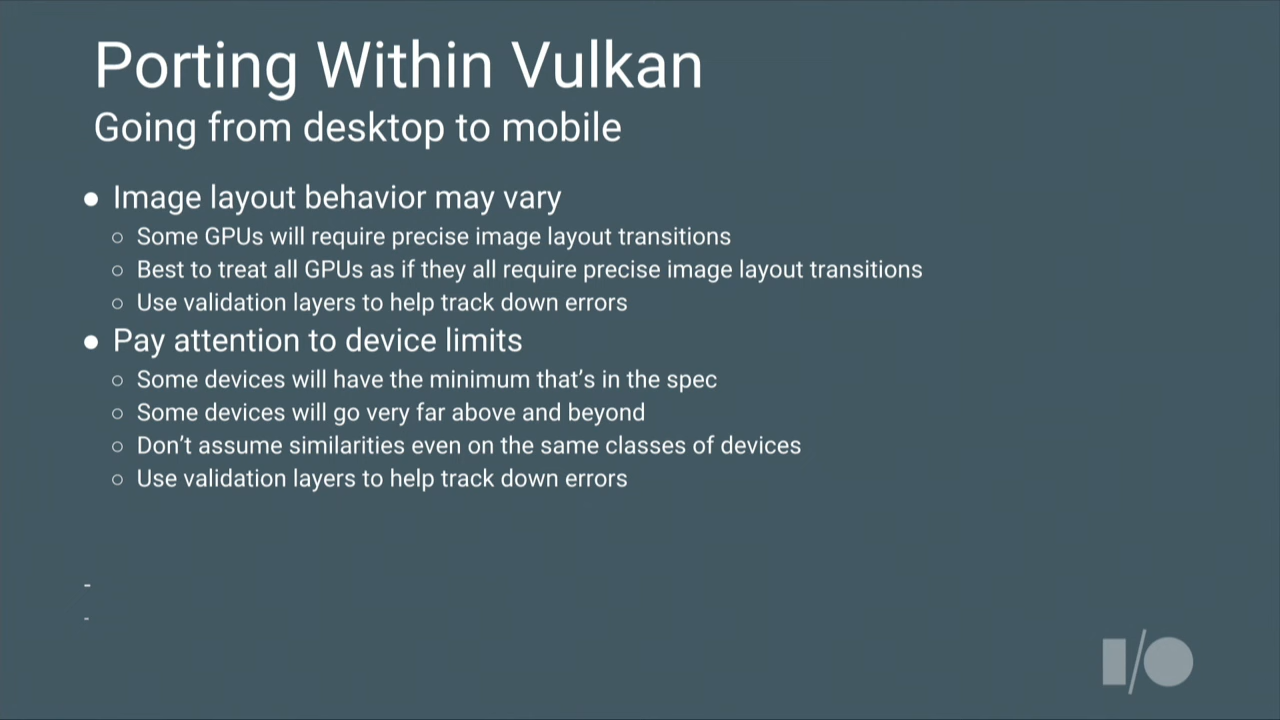 Porting Within Vulkan
Going from desktop to mobile
● Image layout behavior may vary
○ Some GPUs will require precise image layout transitions
○ Best to treat all GPUs as if they all require precise image layout transitions
○ Use validation layers to help track down errors
● Pay attention to device limits
○ Some devices will have the minimum that’s in the spec
○ Some devices will go very far above and beyond
○ Don’t assume similarities even on the same classes of devices
○ Use validation layers to help track down errors
-
-
I/O